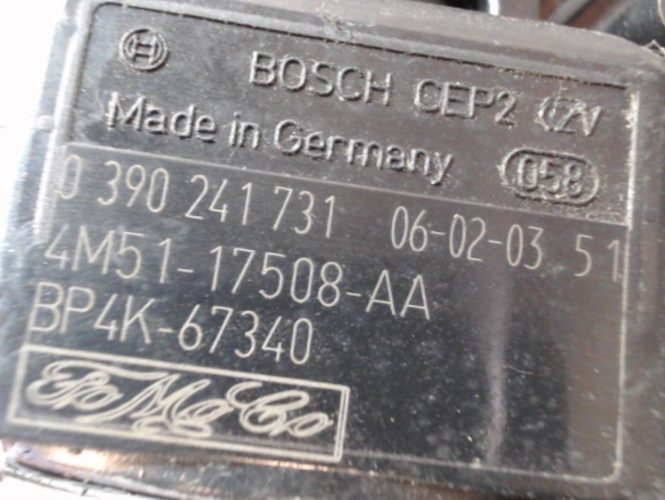 BOSCH CEP2 12V
Made in Germany 058
0 390 241 731 06-02-03 51
4M51-17508-AA
BP4K-67340
FoMoCo